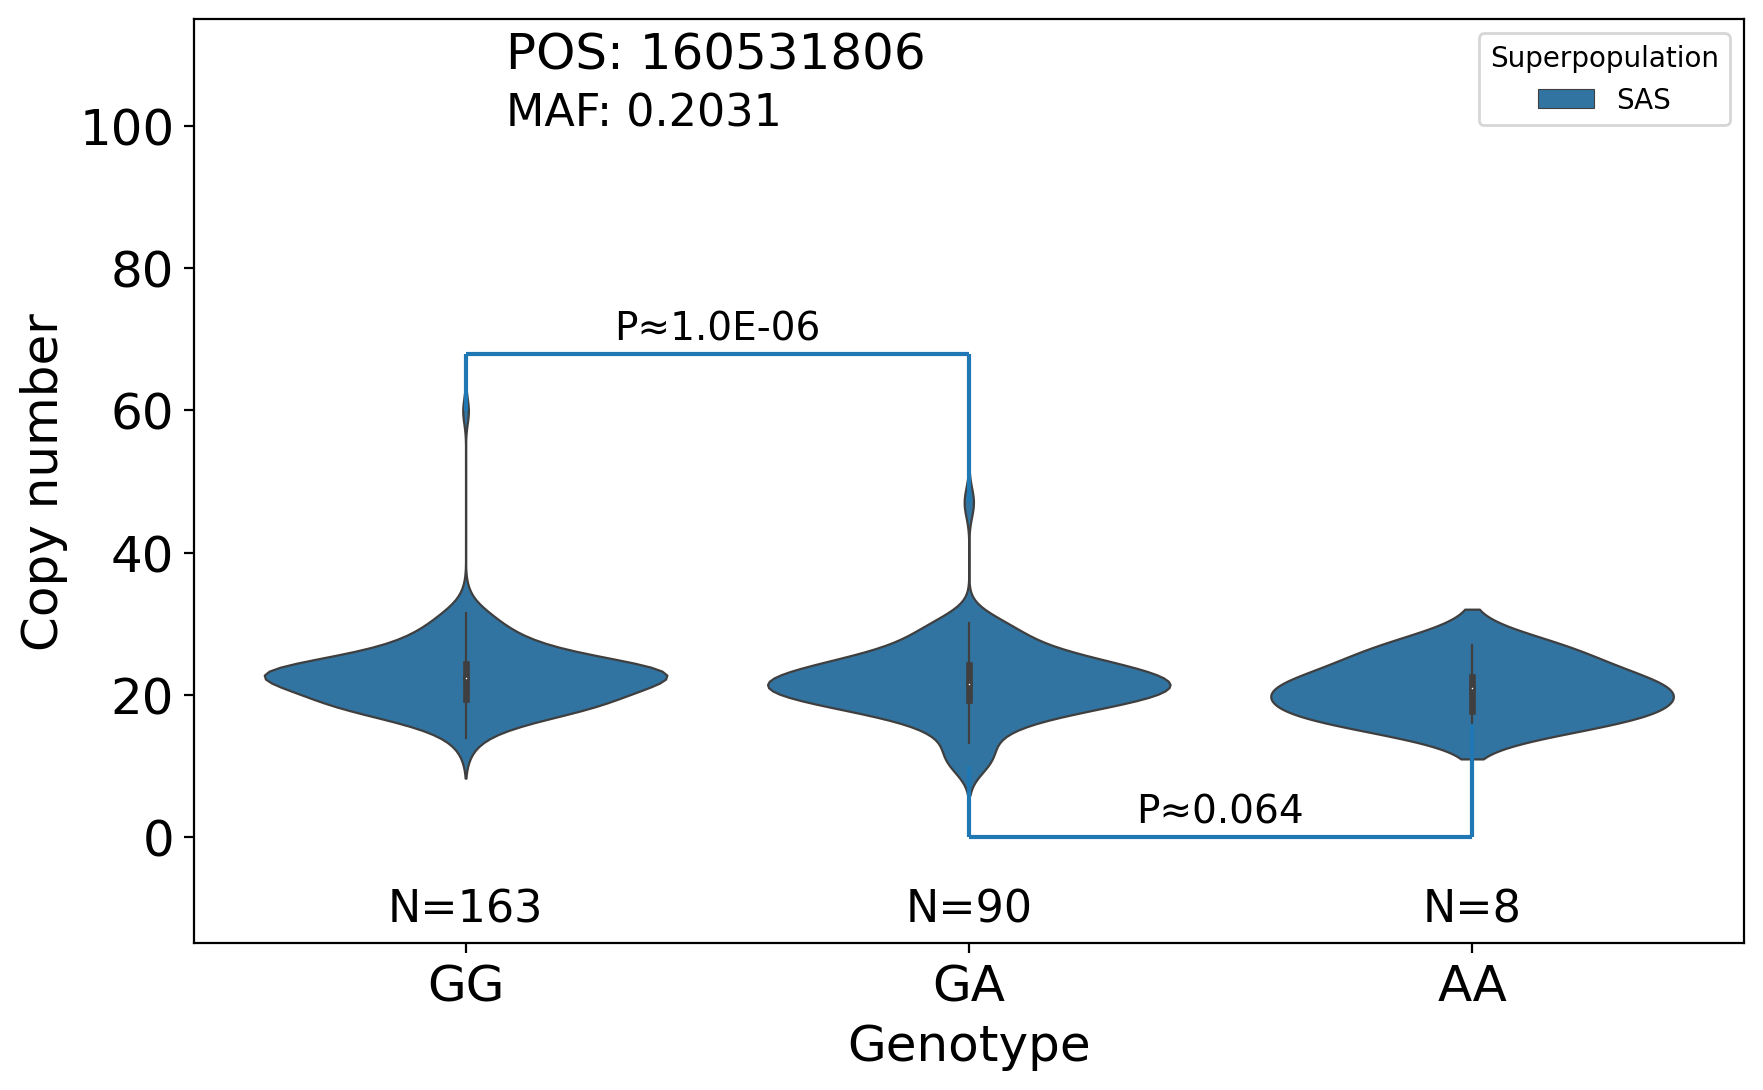 POS: 160531806
MAF: 0.2031
Superpopulation
SAS
Copy number
100
80
60
40
20
0
P≈1.0E-06
P≈0.064
N=163
N=90
N=8
GG
GA
AA
Genotype